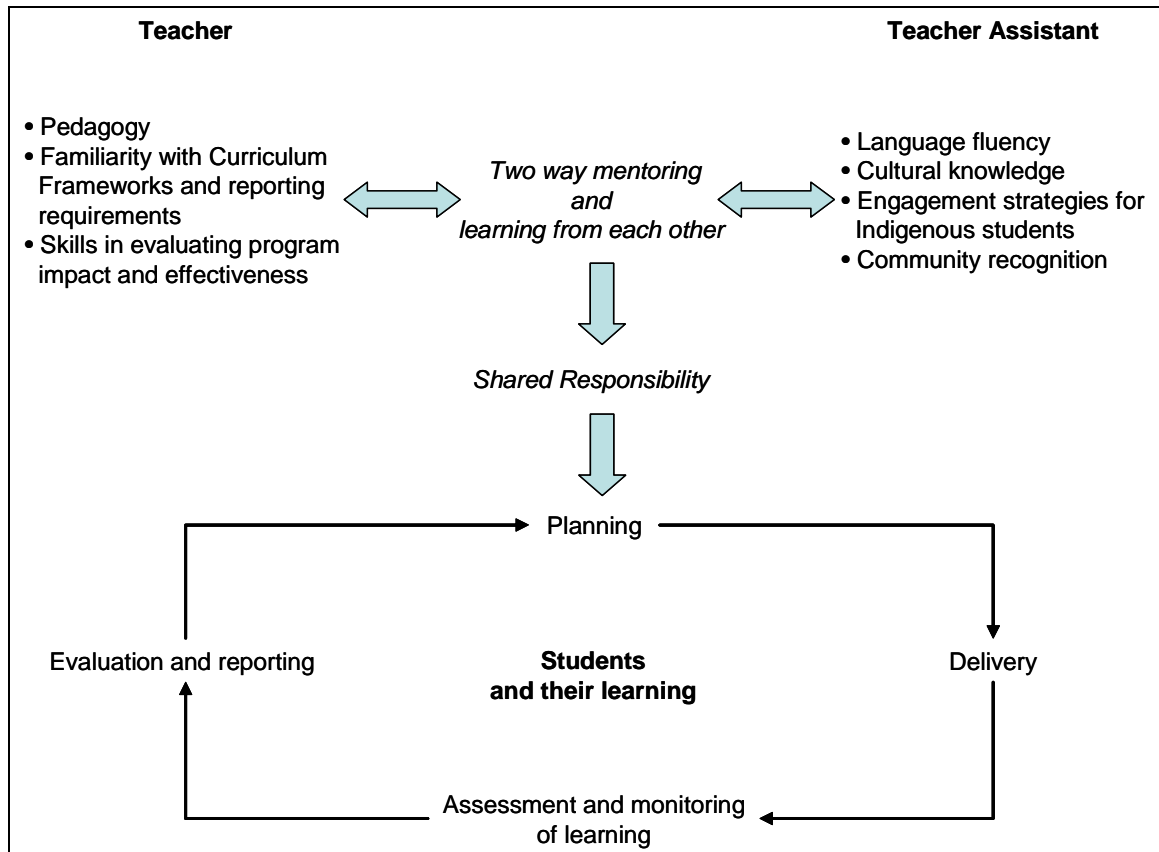 Teacher
Teacher Assistant
• Pedagogy
• Familiarity with Curriculum
Frameworks and reporting
requirements
• Skills in evaluating program
impact and effectiveness
Two way mentoring
and
learning from each other
• Language fluency
• Cultural knowledge
• Engagement strategies for
Indigenous students
• Community recognition
Shared Responsibility
Planning
Evaluation and reporting
Students
and their learning
Delivery
Assessment and monitoring
of learning